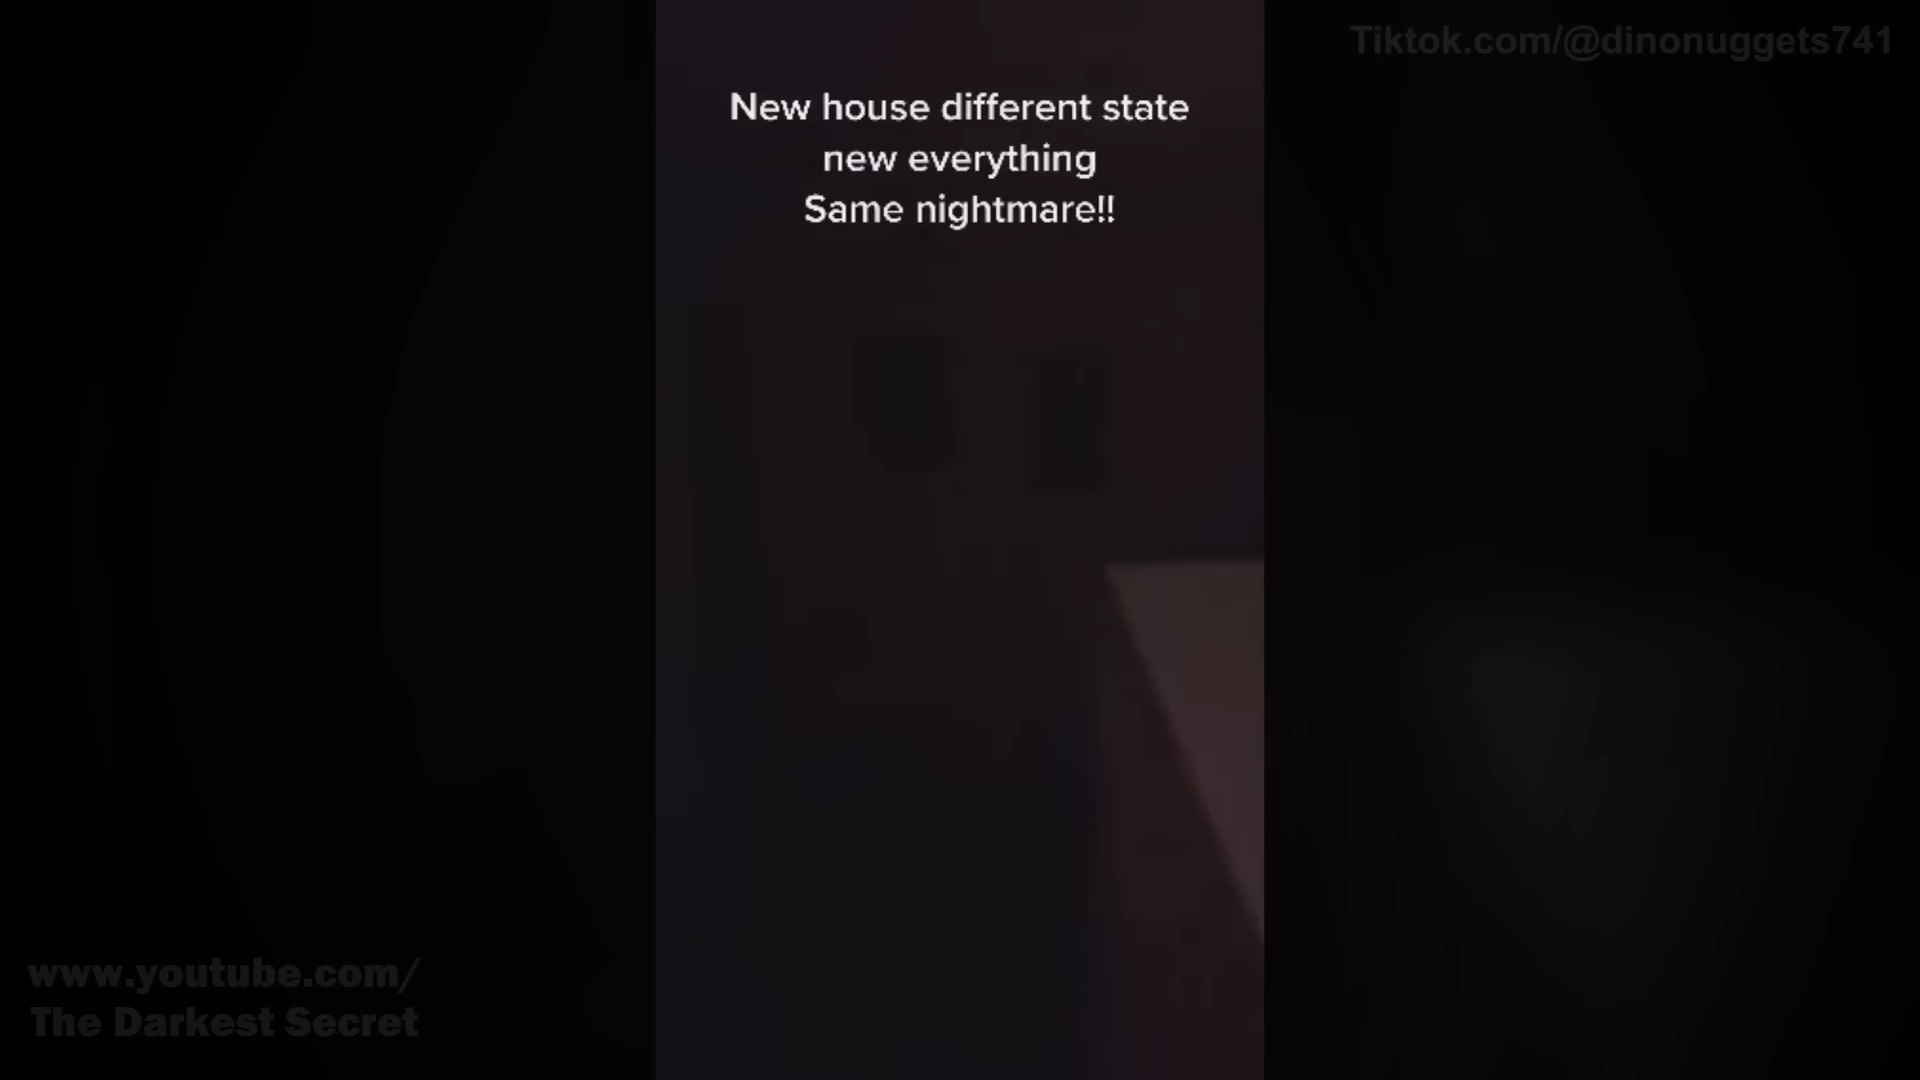 Tiktok.com/@dinonuggets741
New house different state
new everything
Same nightmare!!
www.youtube.com/
The Darkest Secret